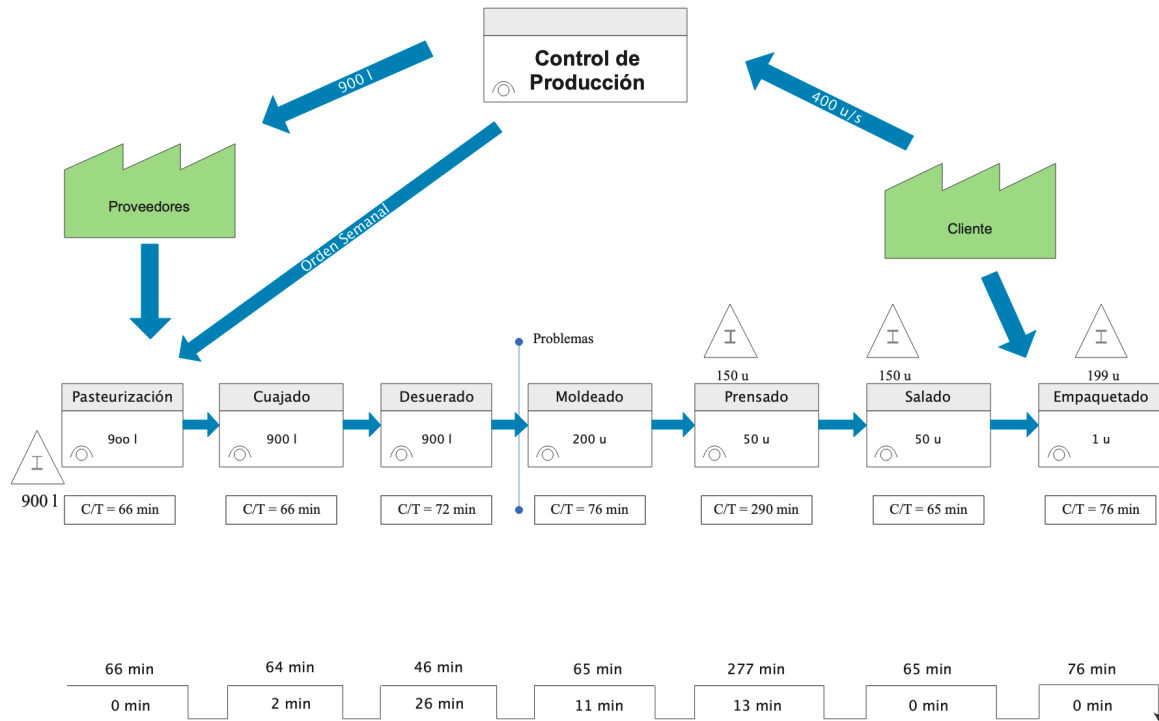 Control de
Producción
900 l
400 u/s
Proveedores
Cliente
Orden Semanal
Problemas
I
I
I
150 u
150 u
199 u
Pasteurización
Cuajado
Desuerado
Moldeado
Prensado
Salado
Empaquetado
9oo l
900 l
900 l
200 u
50 u
50 u
1 u
I
900 l
C/T = 66 min
C/T = 66 min
C/T = 72 min
C/T = 76 min
C/T = 290 min
C/T = 65 min
C/T = 76 min
66 min
64 min
46 min
65 min
277 min
65 min
76 min
0 min
2 min
26 min
11 min
13 min
0 min
0 min